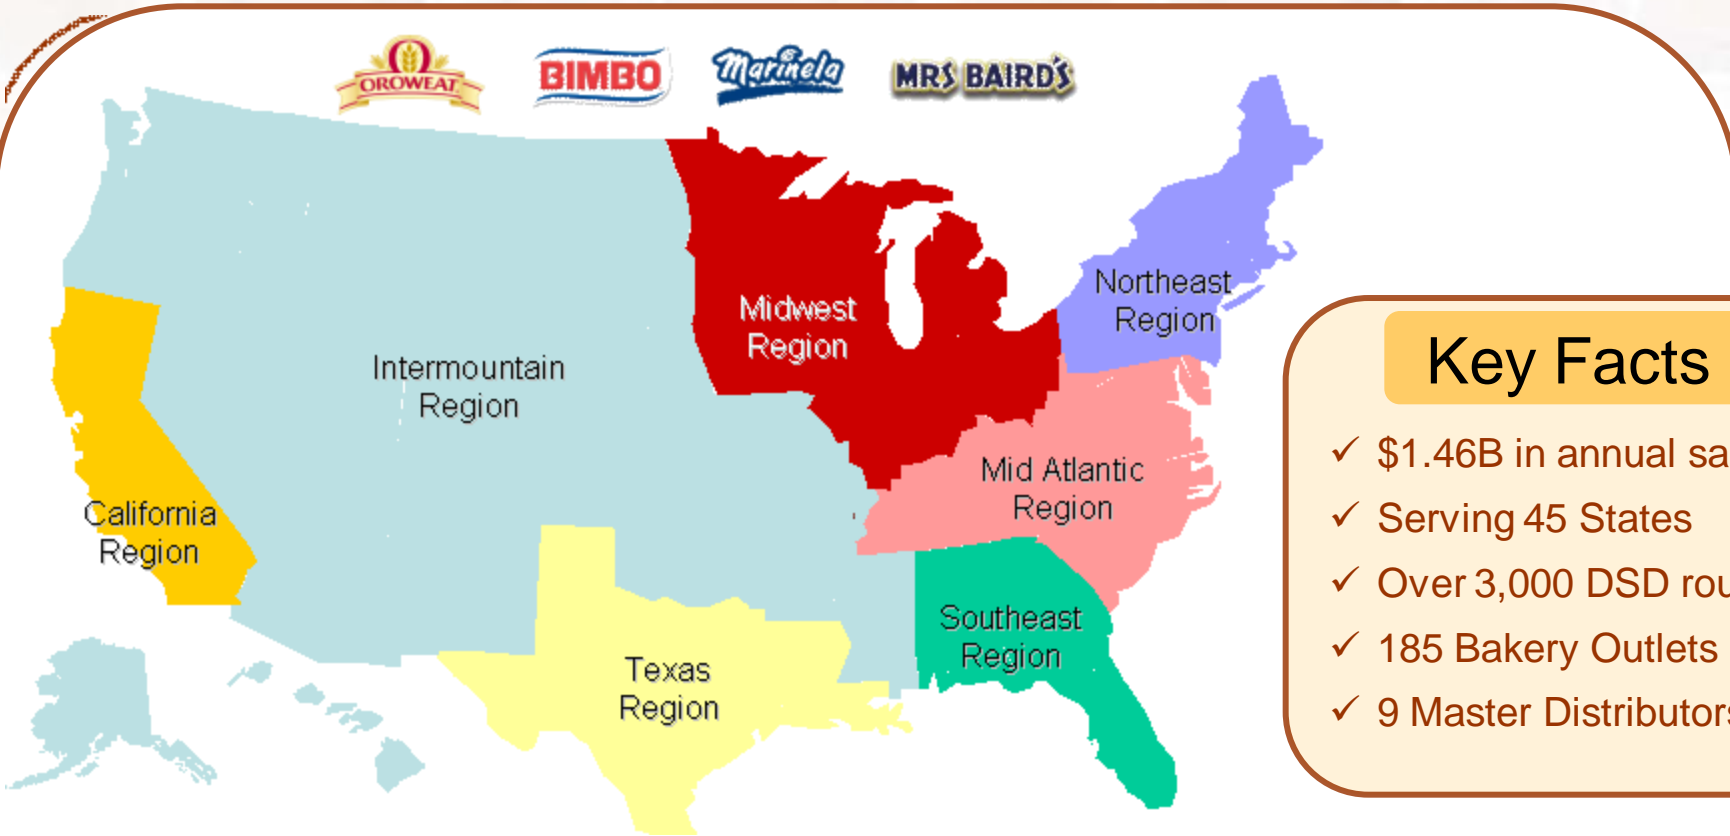 OROWEAT
BIMBO
Marinela
MRS BAIRD'S
Northeast
Region
Midwest
Region
Intermountain
Region
Key Facts
$1.46B in annual sa
Mid Atlantic
Region
California
Region
Serving 45 States
Over 3,000 DSD rou
Southeast
Region
185 Bakery Outlets
Texas
Region
9 Master Distributors